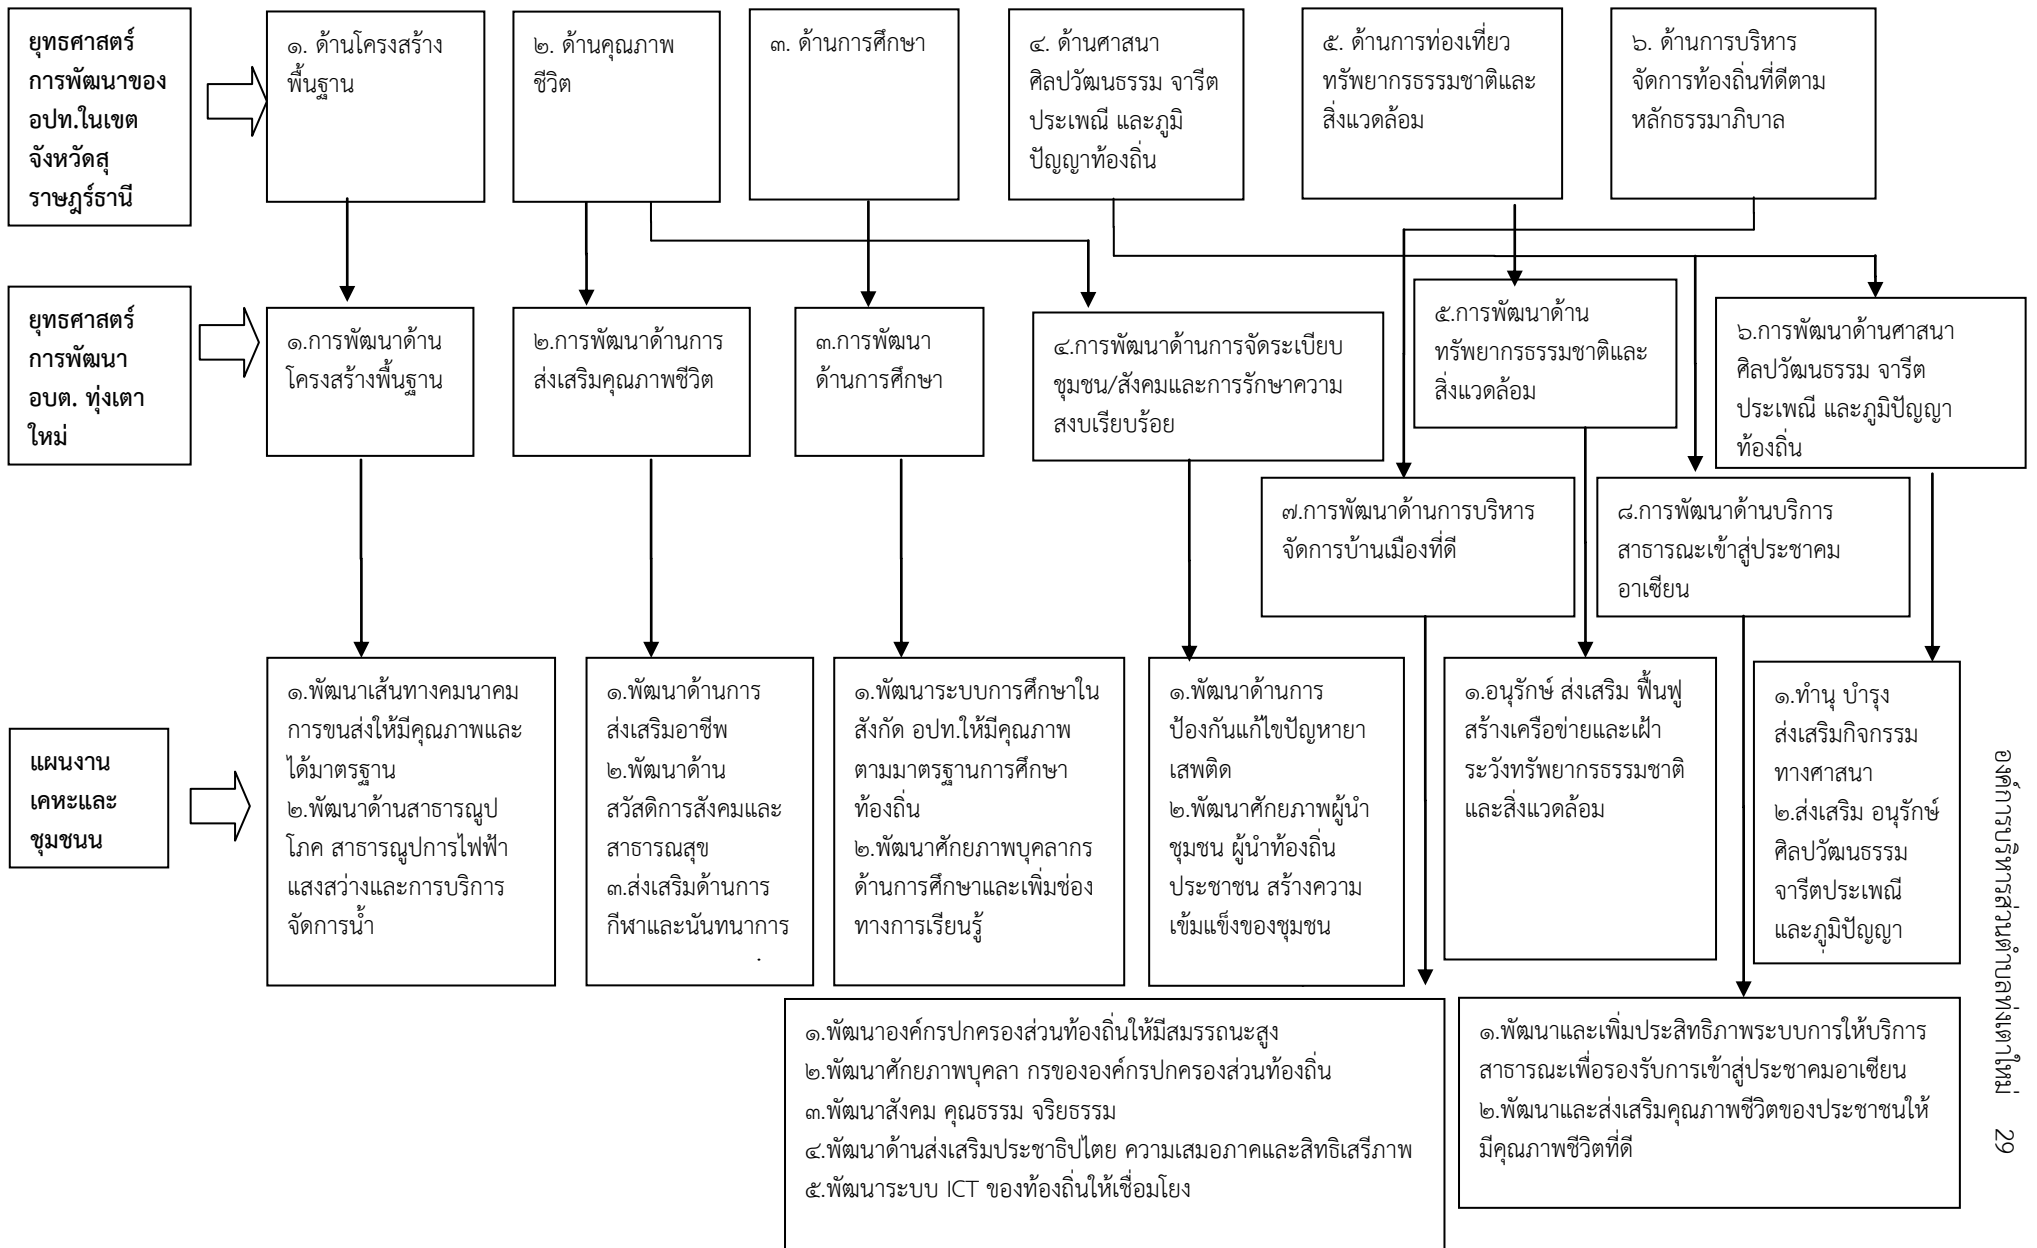 ยุทธศาสตร์
การพัฒนาของ
อปท.ในเขต
จังหวัดสุ
ราษฎร์ธานี
๑. ด้านโครงสร้าง
พื้นฐาน
๒. ด้านคุณภาพ
ชีวิต
๓. ด้านการศึกษา
๔. ด้านศาสนา
ศิลปวัฒนธรรม จารีต
ประเพณี และภูมิ
ปัญญาท้องถิ่น
๕. ด้านการท่องเที่ยว
ทรัพยากรธรรมชาติและ
สิ่งแวดล้อม
๖. ด้านการบริหาร
จัดการท้องถิ่นที่ดีตาม
หลักธรรมาภิบาล
ยุทธศาสตร์
การพัฒนา
อบต. ทุ่งเตา
ใหม่
๑.การพัฒนาด้าน
โครงสร้างพื้นฐาน
๒.การพัฒนาด้านการ
ส่งเสริมคุณภาพชีวิต
๓.การพัฒนา
ด้านการศึกษา
๔.การพัฒนาด้านการจัดระเบียบ
ชุมชน/สังคมและการรักษาความ
สงบเรียบร้อย
๕.การพัฒนาด้าน
ทรัพยากรธรรมชาติและ
สิ่งแวดล้อม
๖.การพัฒนาด้านศาสนา
ศิลปวัฒนธรรม จารีต
ประเพณี และภูมิปัญญา
ท้องถิ่น
๗.การพัฒนาด้านการบริหาร
จัดการบ้านเมืองที่ดี
๘.การพัฒนาด้านบริการ
สาธารณะเข้าสู่ประชาคม
อาเซียน
แผนงาน
เคหะและ
ชุมชนน
๑.พัฒนาเส้นทางคมนาคม
การขนส่งให้มีคุณภาพและ
ได้มาตรฐาน
๒.พัฒนาด้านสาธารณูป
โภค สาธารณูปการไฟฟ้า
แสงสว่างและการบริการ
จัดการน้ำ
๑.พัฒนาด้านการ
ส่งเสริมอาชีพ
๒.พัฒนาด้าน
สวัสดิการสังคมและ
สาธารณสุข
๓.ส่งเสริมด้านการ
กีฬาและนันทนาการ
๑.พัฒนาระบบการศึกษาใน
สังกัด อปท.ให้มีคุณภาพ
ตามมาตรฐานการศึกษา
ท้องถิ่น
๒.พัฒนาศักยภาพบุคลากร
ด้านการศึกษาและเพิ่มช่อง
ทางการเรียนรู้
๑.พัฒนาด้านการ
ป้องกันแก้ไขปัญหายา
เสพติด
๒.พัฒนาศักยภาพผู้นำ
ชุมชน ผู้นำท้องถิ่น
ประชาชน สร้างความ
เข้มแข็งของชุมชน
๑.อนุรักษ์ ส่งเสริม ฟื้นฟู
สร้างเครือข่ายและเฝ้า
ระวังทรัพยากรธรรมชาติ
และสิ่งแวดล้อม
๑.ทำนุ บำรุง
ส่งเสริมกิจกรรม
ทางศาสนา
๒.ส่งเสริม อนุรักษ์
ศิลปวัฒนธรรม
จารีตประเพณี
และภูมิปัญญา
๑.พัฒนาองค์กรปกครองส่วนท้องถิ่นให้มีสมรรถนะสูง
๒.พัฒนาศักยภาพบุคลา กรขององค์กรปกครองส่วนท้องถิ่น
๓.พัฒนาสังคม คุณธรรม จริยธรรม
๔.พัฒนาด้านส่งเสริมประชาธิปไตย ความเสมอภาคและสิทธิเสรีภาพ
๕.พัฒนาระบบ ICT ของท้องถิ่นให้เชื่อมโยง
๑.พัฒนาและเพิ่มประสิทธิภาพระบบการให้บริการ
สาธารณะเพื่อรองรับการเข้าสู่ประชาคมอาเซียน
๒.พัฒนาและส่งเสริมคุณภาพชีวิตของประชาชนให้
มีคุณภาพชีวิตที่ดี
องค์การบริหารส่วนตำบลทุ่งเตาใหม่ 29